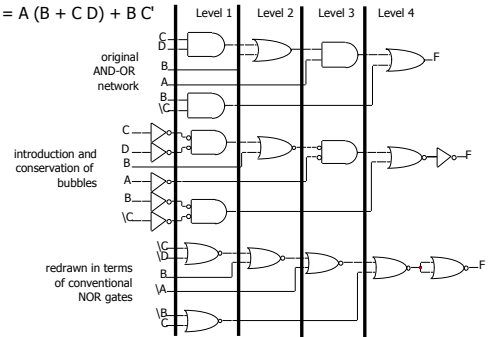 = A (B + C D) + B C'
Level 1
Level 2
Level 3
Level 4
original
AND-OR
network
C
D
B
A
B
\C
F
introduction and
conservation of
bubbles
C
D
B
A
B
\C
F
redrawn in terms
of conventional
NOR gates
\C
\D
B
\A
\B
C
F